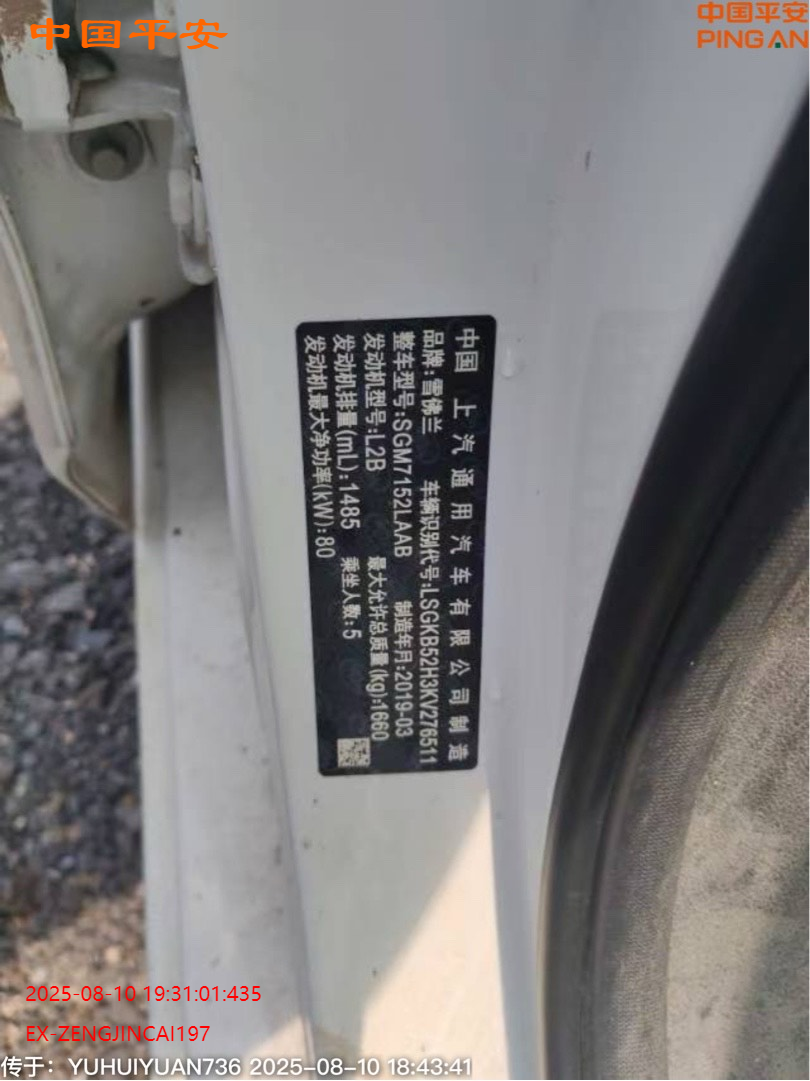 中国平安
中国平安
PING AN
中国 上汽通用汽车有限公司制造
品牌:雪佛兰 车辆识别代号:LSGKB52H3KV276511
整车型号:SGM7152LAAB 制造年月:2019-03
发动机型号:L2B 最大允许总质量(kg):1660
发动机排量(mL):1485 乘坐人数:5
发动机最大净功率(kW):80
2025-08-10 19:31:01:435
EX-ZENGJINCAI197
传于：YUHUIYUAN736 2025-08-10 18:43:41